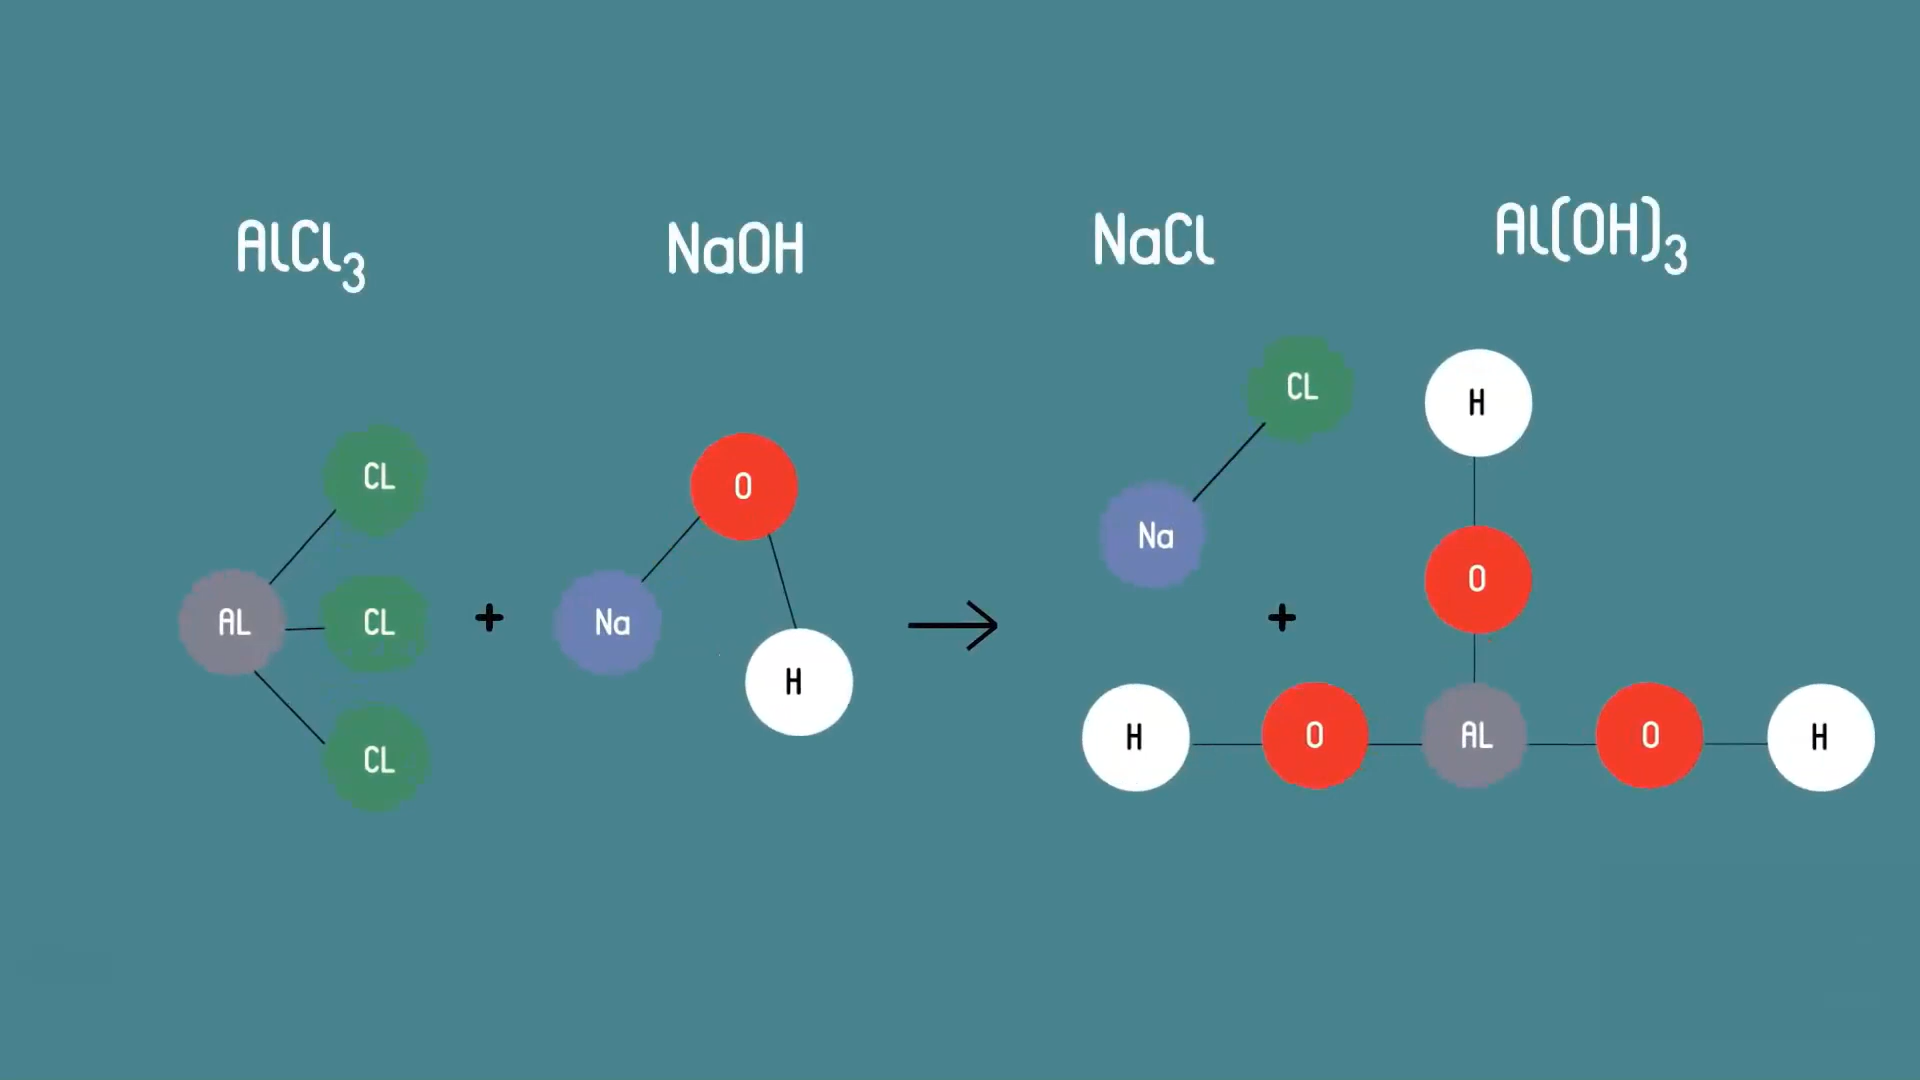 AlCl₃ NaOH NaCl Al(OH)₃
CL H
CL O
Na O
AL CL + Na → +
H
CL H O AL O H